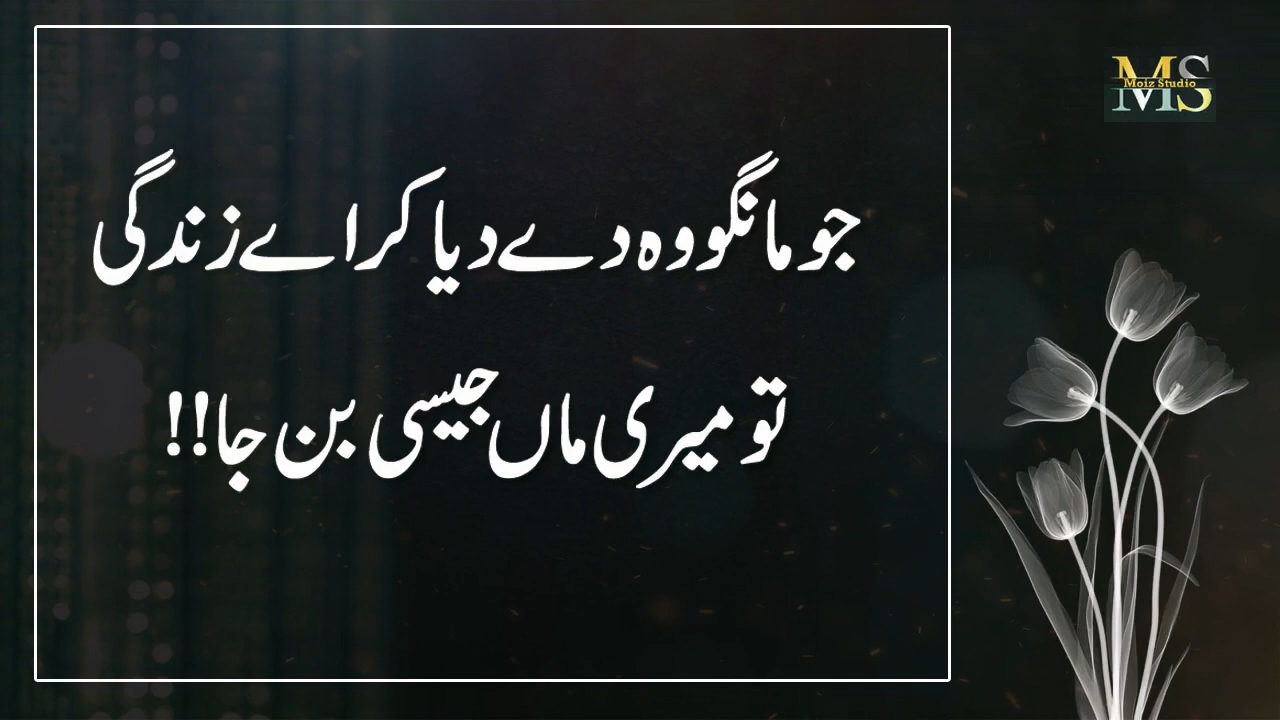 جو مانگو وہ دے دیا کر اے زندگی
تو میری ماں جیسی بن جا!!
MS
Moiz Studio